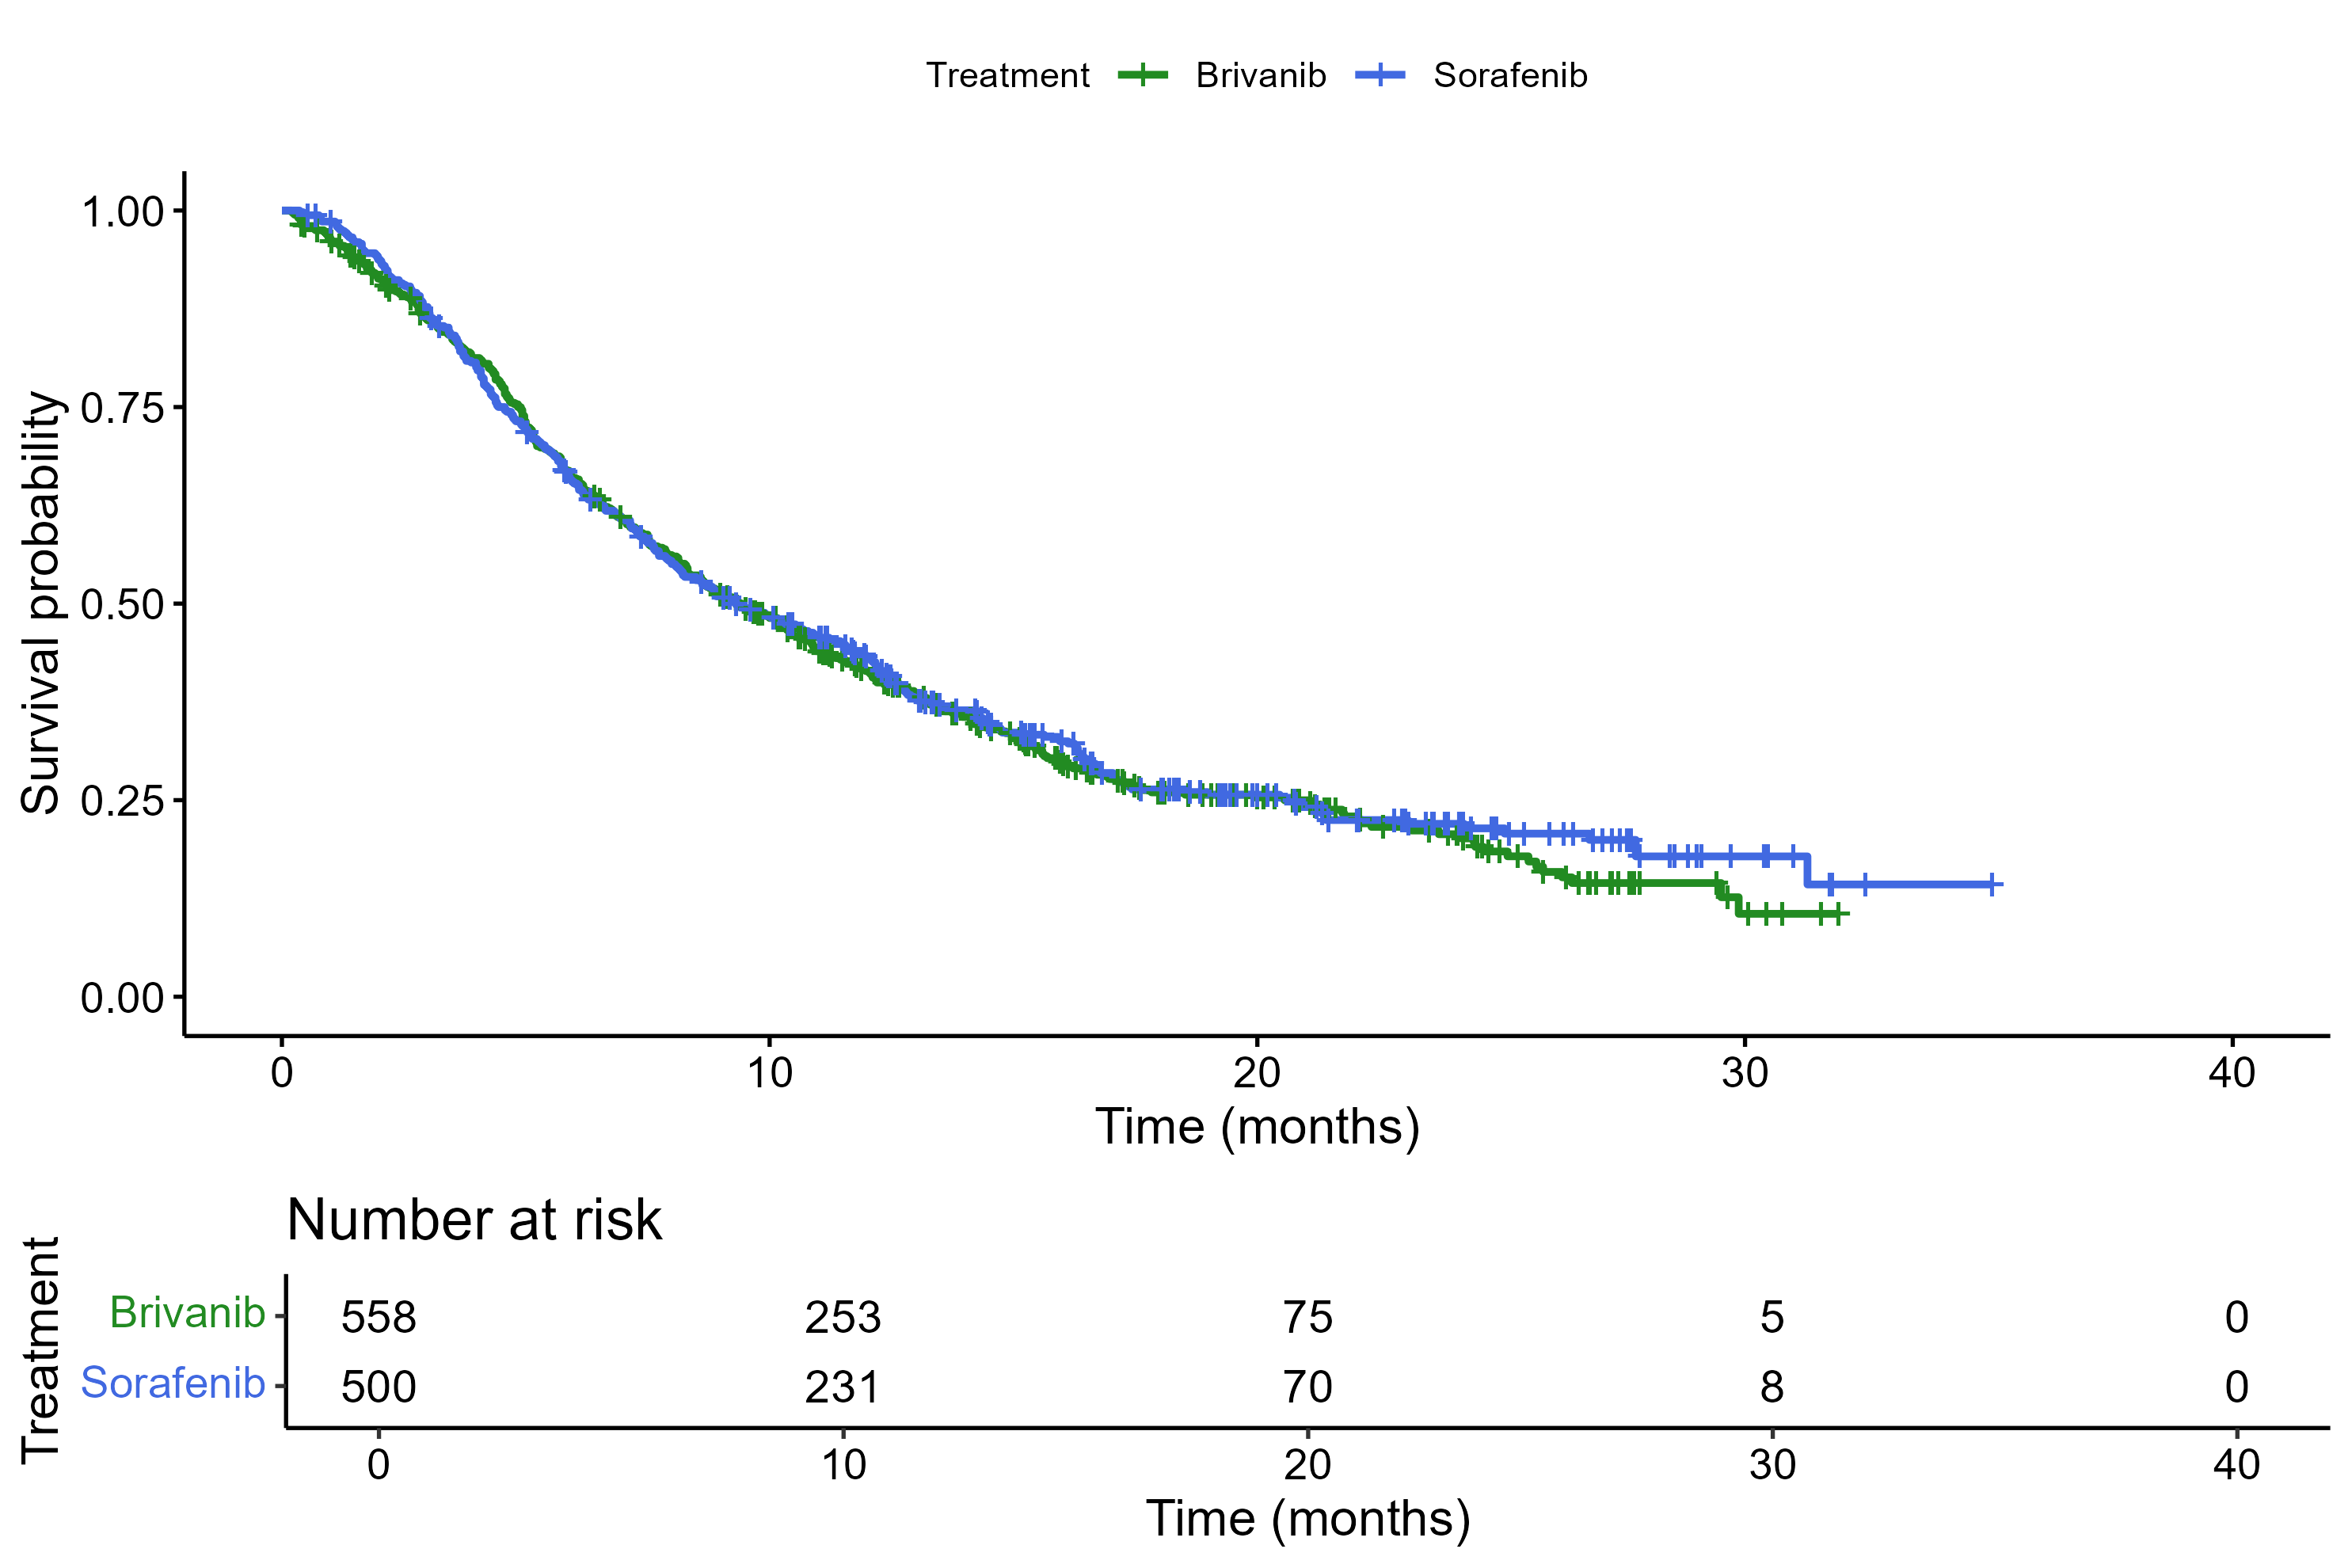 Treatment Brivanib Sorafenib
Survival probability
1.00
0.75
0.50
0.25
0.00
0 10 20 30 40
Time (months)
Number at risk
Treatment
Brivanib 558 253 75 5 0
Sorafenib 500 231 70 8 0
0 10 20 30 40
Time (months)